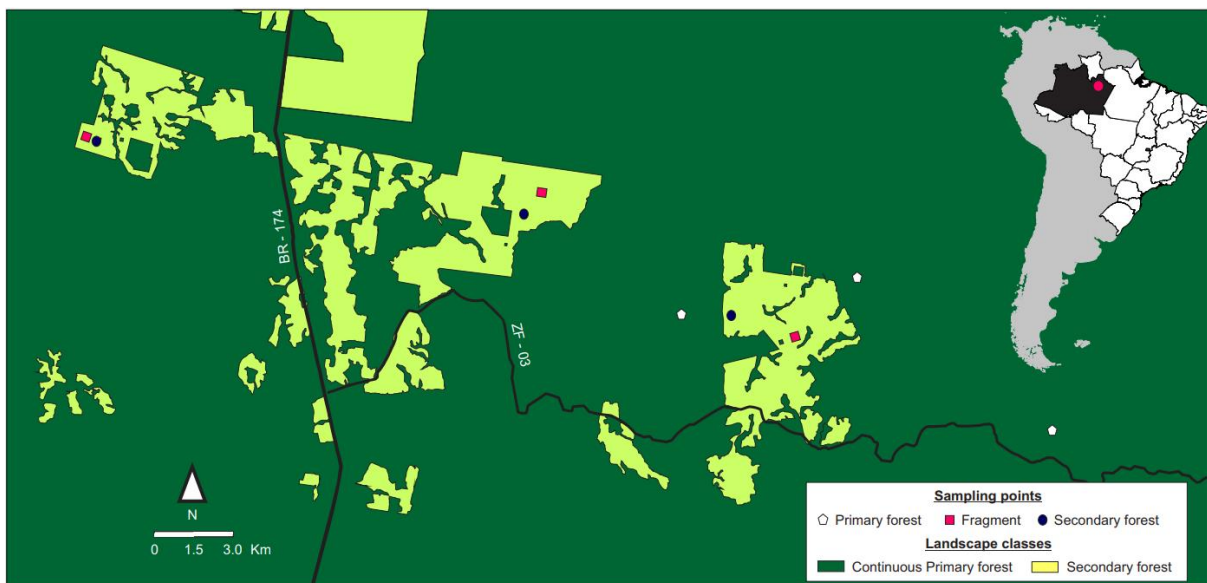 BR - 174
ZF - 03
N
0 1.5 3.0 Km
Sampling points
Primary forest Fragment Secondary forest
Landscape classes
Continuous Primary forest Secondary forest